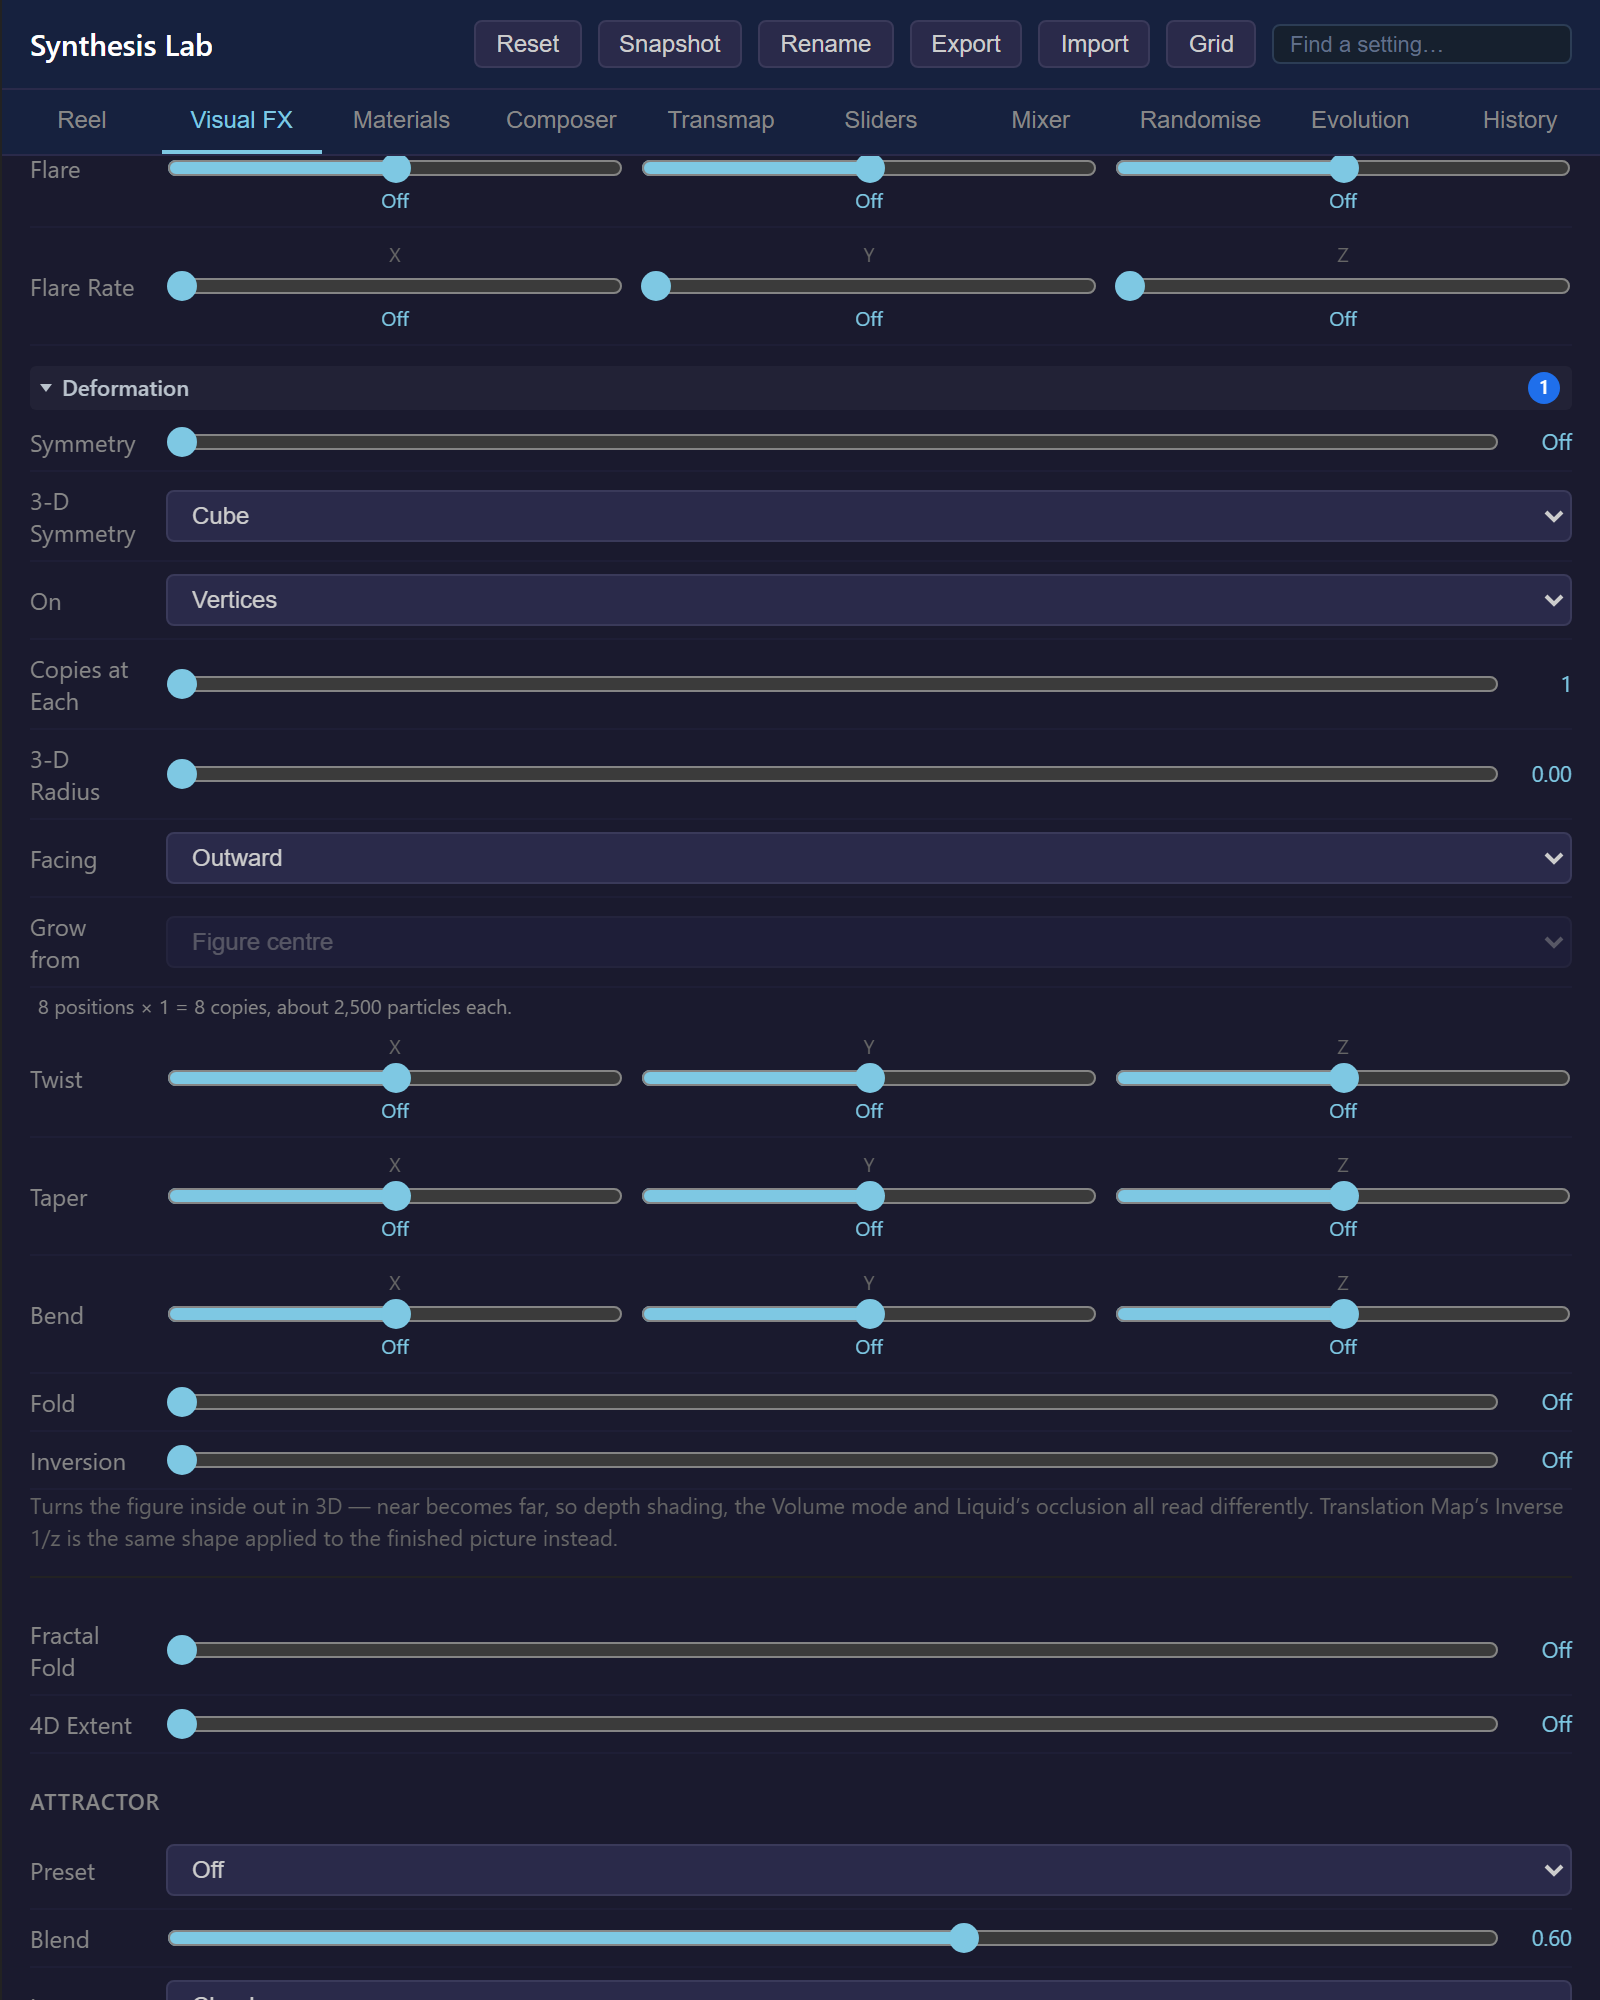 Synthesis Lab
Reset
Snapshot
Rename
Export
Import
Grid
Find a setting…
Reel
Visual FX
Materials
Composer
Transmap
Sliders
Mixer
Randomise
Evolution
History
Flare
Off
Off
Off
X
Y
Z
Flare Rate
Off
Off
Off
Deformation
1
Symmetry
Off
3-D
Symmetry
Cube
On
Vertices
Copies at
Each
1
3-D
Radius
0.00
Facing
Outward
Grow
from
Figure centre
8 positions × 1 = 8 copies, about 2,500 particles each.
X
Y
Z
Twist
Off
Off
Off
X
Y
Z
Taper
Off
Off
Off
X
Y
Z
Bend
Off
Off
Off
Fold
Off
Inversion
Off
Turns the figure inside out in 3D — near becomes far, so depth shading, the Volume mode and Liquid’s occlusion all read differently. Translation Map’s Inverse
1/z is the same shape applied to the finished picture instead.
Fractal
Fold
Off
4D Extent
Off
ATTRACTOR
Preset
Off
Blend
0.60